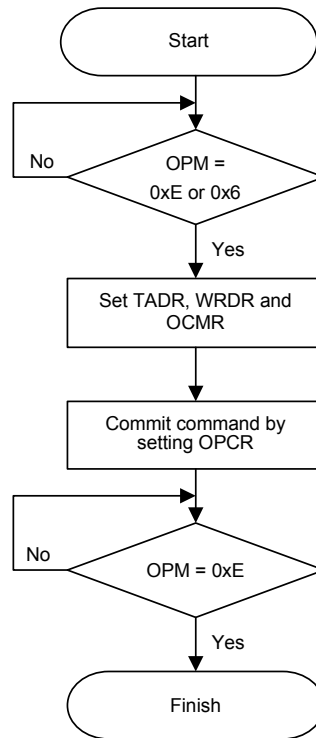 Start
No
OPM =
0xE or 0x6
Yes
Set TADR, WRDR and
OCMR
Commit command by
setting OPCR
No
OPM = 0xE
Yes
Finish